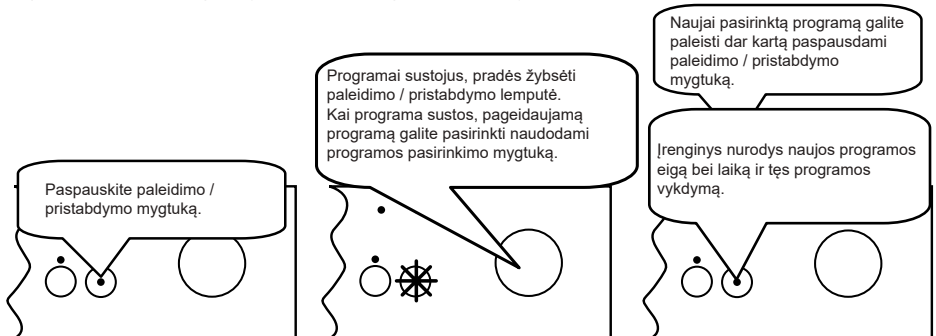 Paspauskite paleidimo /
pristabdymo mygtuką.
Programai sustojus, pradės žybsėti
paleidimo / pristabdymo lemputė.
Kai programa sustos, pageidaujamą
programą galite pasirinkti naudodami
programos pasirinkimo mygtuką.
Naujai pasirinktą programą galite
paleisti dar kartą paspausdami
paleidimo / pristabdymo
mygtuką.
Įrenginys nurodys naujos programos
eigą bei laiką ir tęs programos
vykdymą.